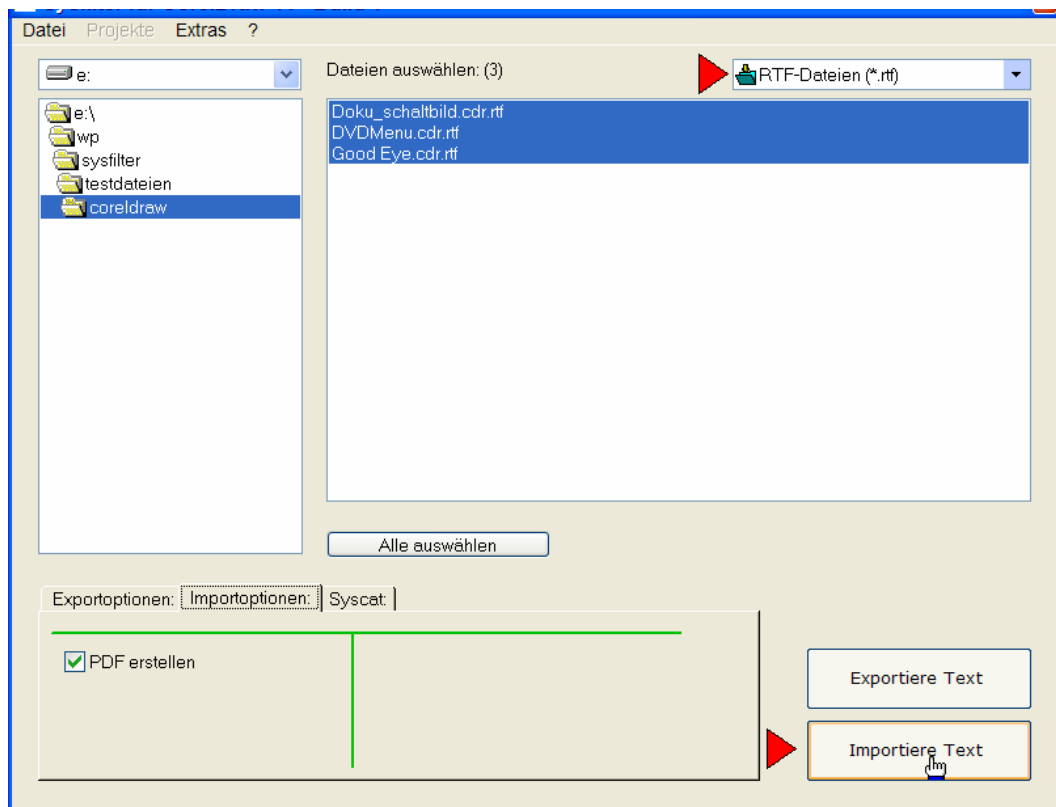 Datei Projekte Extras ?
e:
Dateien auswählen: (3)
RTF-Dateien (*.rtf)
e:\
wp
sysfilter
testdateien
coreldraw
Doku_schaltbild.cdr.rtf
DVDMenu.cdr.rtf
Good Eye.cdr.rtf
Alle auswählen
Exportoptionen: Importoptionen: Syscat:
PDF erstellen
Exportiere Text
Importiere Text